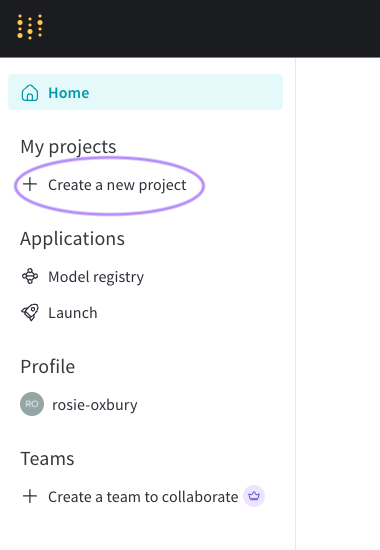 Home
My projects
Create a new project
Applications
Model registry
Launch
Profile
RO rosie-oxbury
Teams
Create a team to collaborate